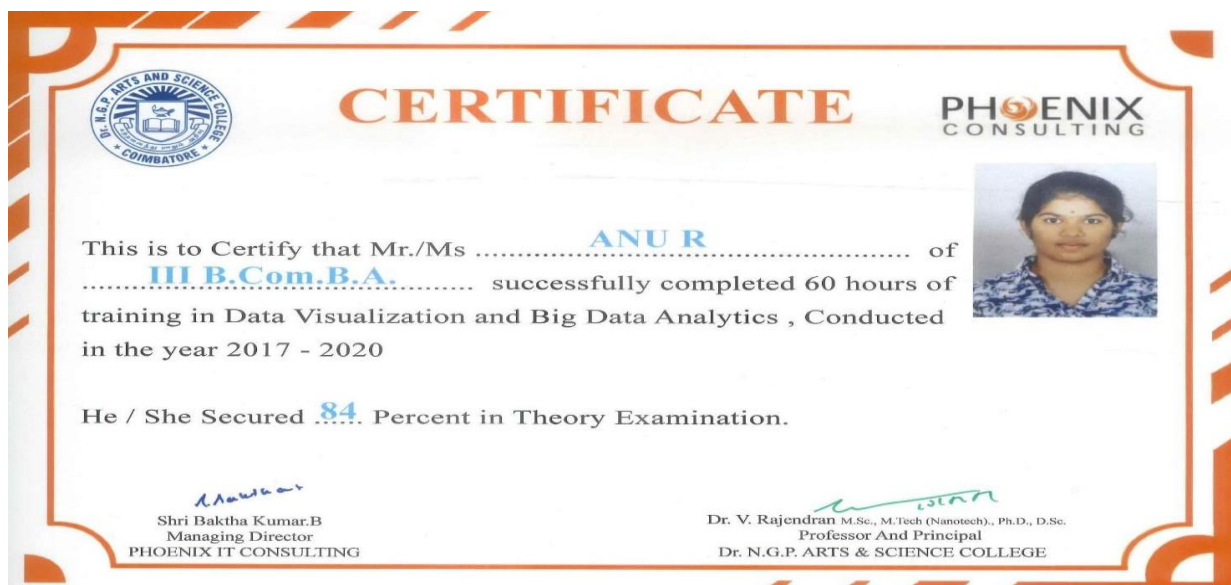 Dr. N.G.P. ARTS AND SCIENCE COLLEGE
* COIMBATORE *
CERTIFICATE
PHOENIX
CONSULTING
This is to Certify that Mr./Ms ............ANU R............ of
............III B.Com.B.A............. successfully completed 60 hours of
training in Data Visualization and Big Data Analytics , Conducted
in the year 2017 - 2020
He / She Secured .84. Percent in Theory Examination.
Shri Baktha Kumar.B
Managing Director
PHOENIX IT CONSULTING
Dr. V. Rajendran M.Sc., M.Tech (Nanotech)., Ph.D., D.Sc.
Professor And Principal
Dr. N.G.P. ARTS & SCIENCE COLLEGE